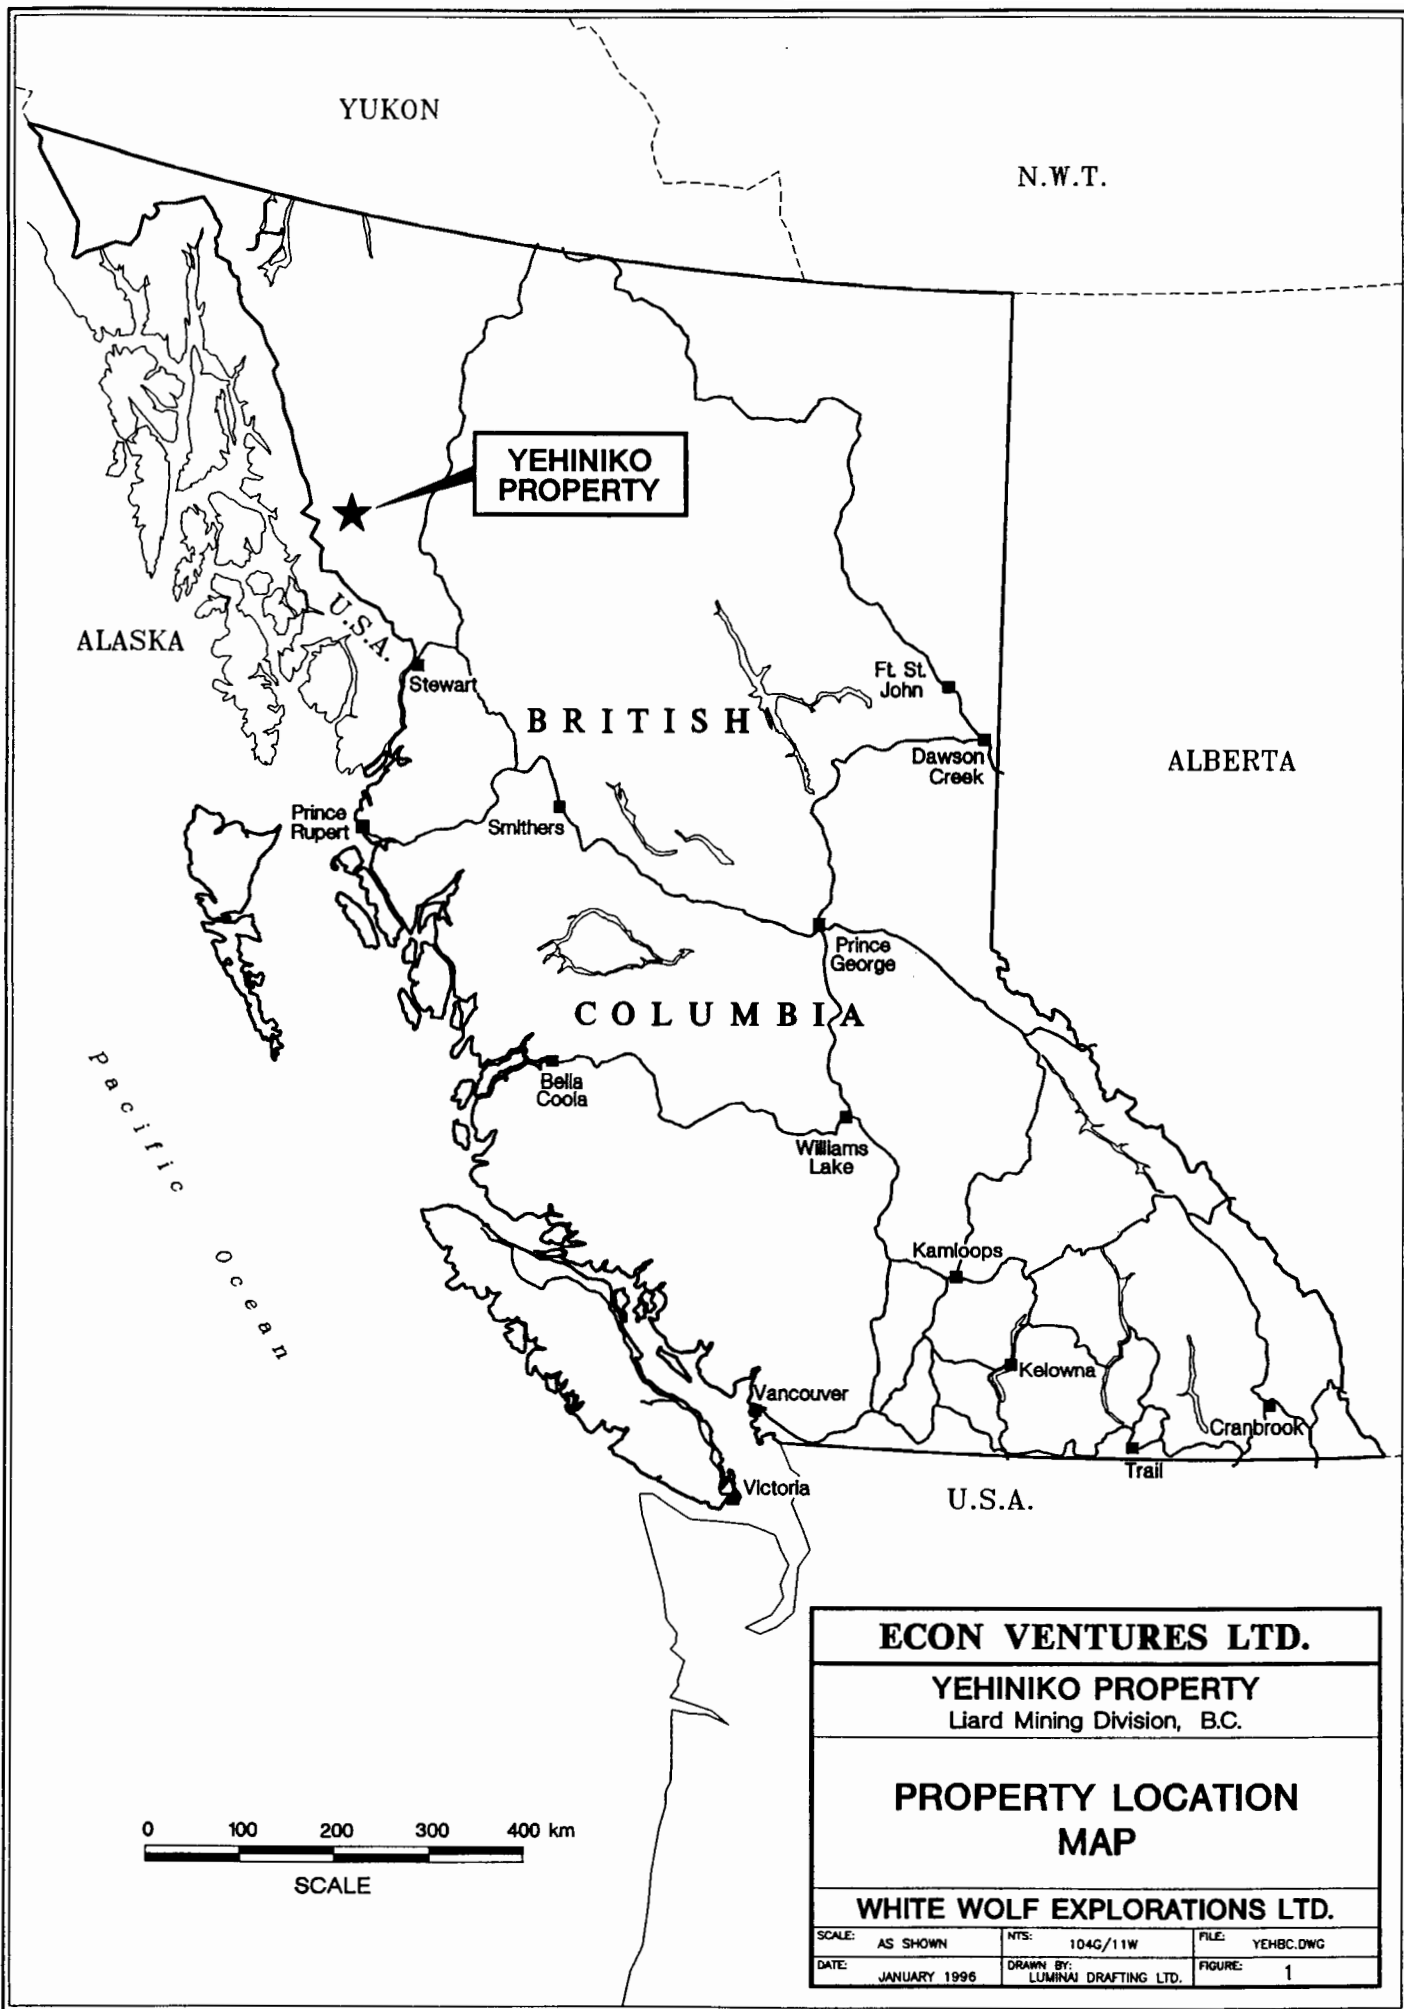 YUKON
N.W.T.
YEHINIKO
PROPERTY
U.S.A.
ALASKA
Stewart
Ft. St.
John
BRITISH
Dawson
Creek
ALBERTA
Prince
Rupert
Smithers
Prince
George
COLUMBIA
Pacific Ocean
Bella
Coola
Williams
Lake
Kamloops
Kelowna
Vancouver
Cranbrook
Trail
Victoria
U.S.A.
ECON VENTURES LTD.
YEHINIKO PROPERTY
Liard Mining Division, B.C.
PROPERTY LOCATION
MAP
0 100 200 300 400 km
SCALE
WHITE WOLF EXPLORATIONS LTD.
SCALE: AS SHOWN NTS: 104G/11W FILE: YEHBC.DWG
DATE: JANUARY 1996 DRAWN BY: LUMINAI DRAFTING LTD. FIGURE: 1